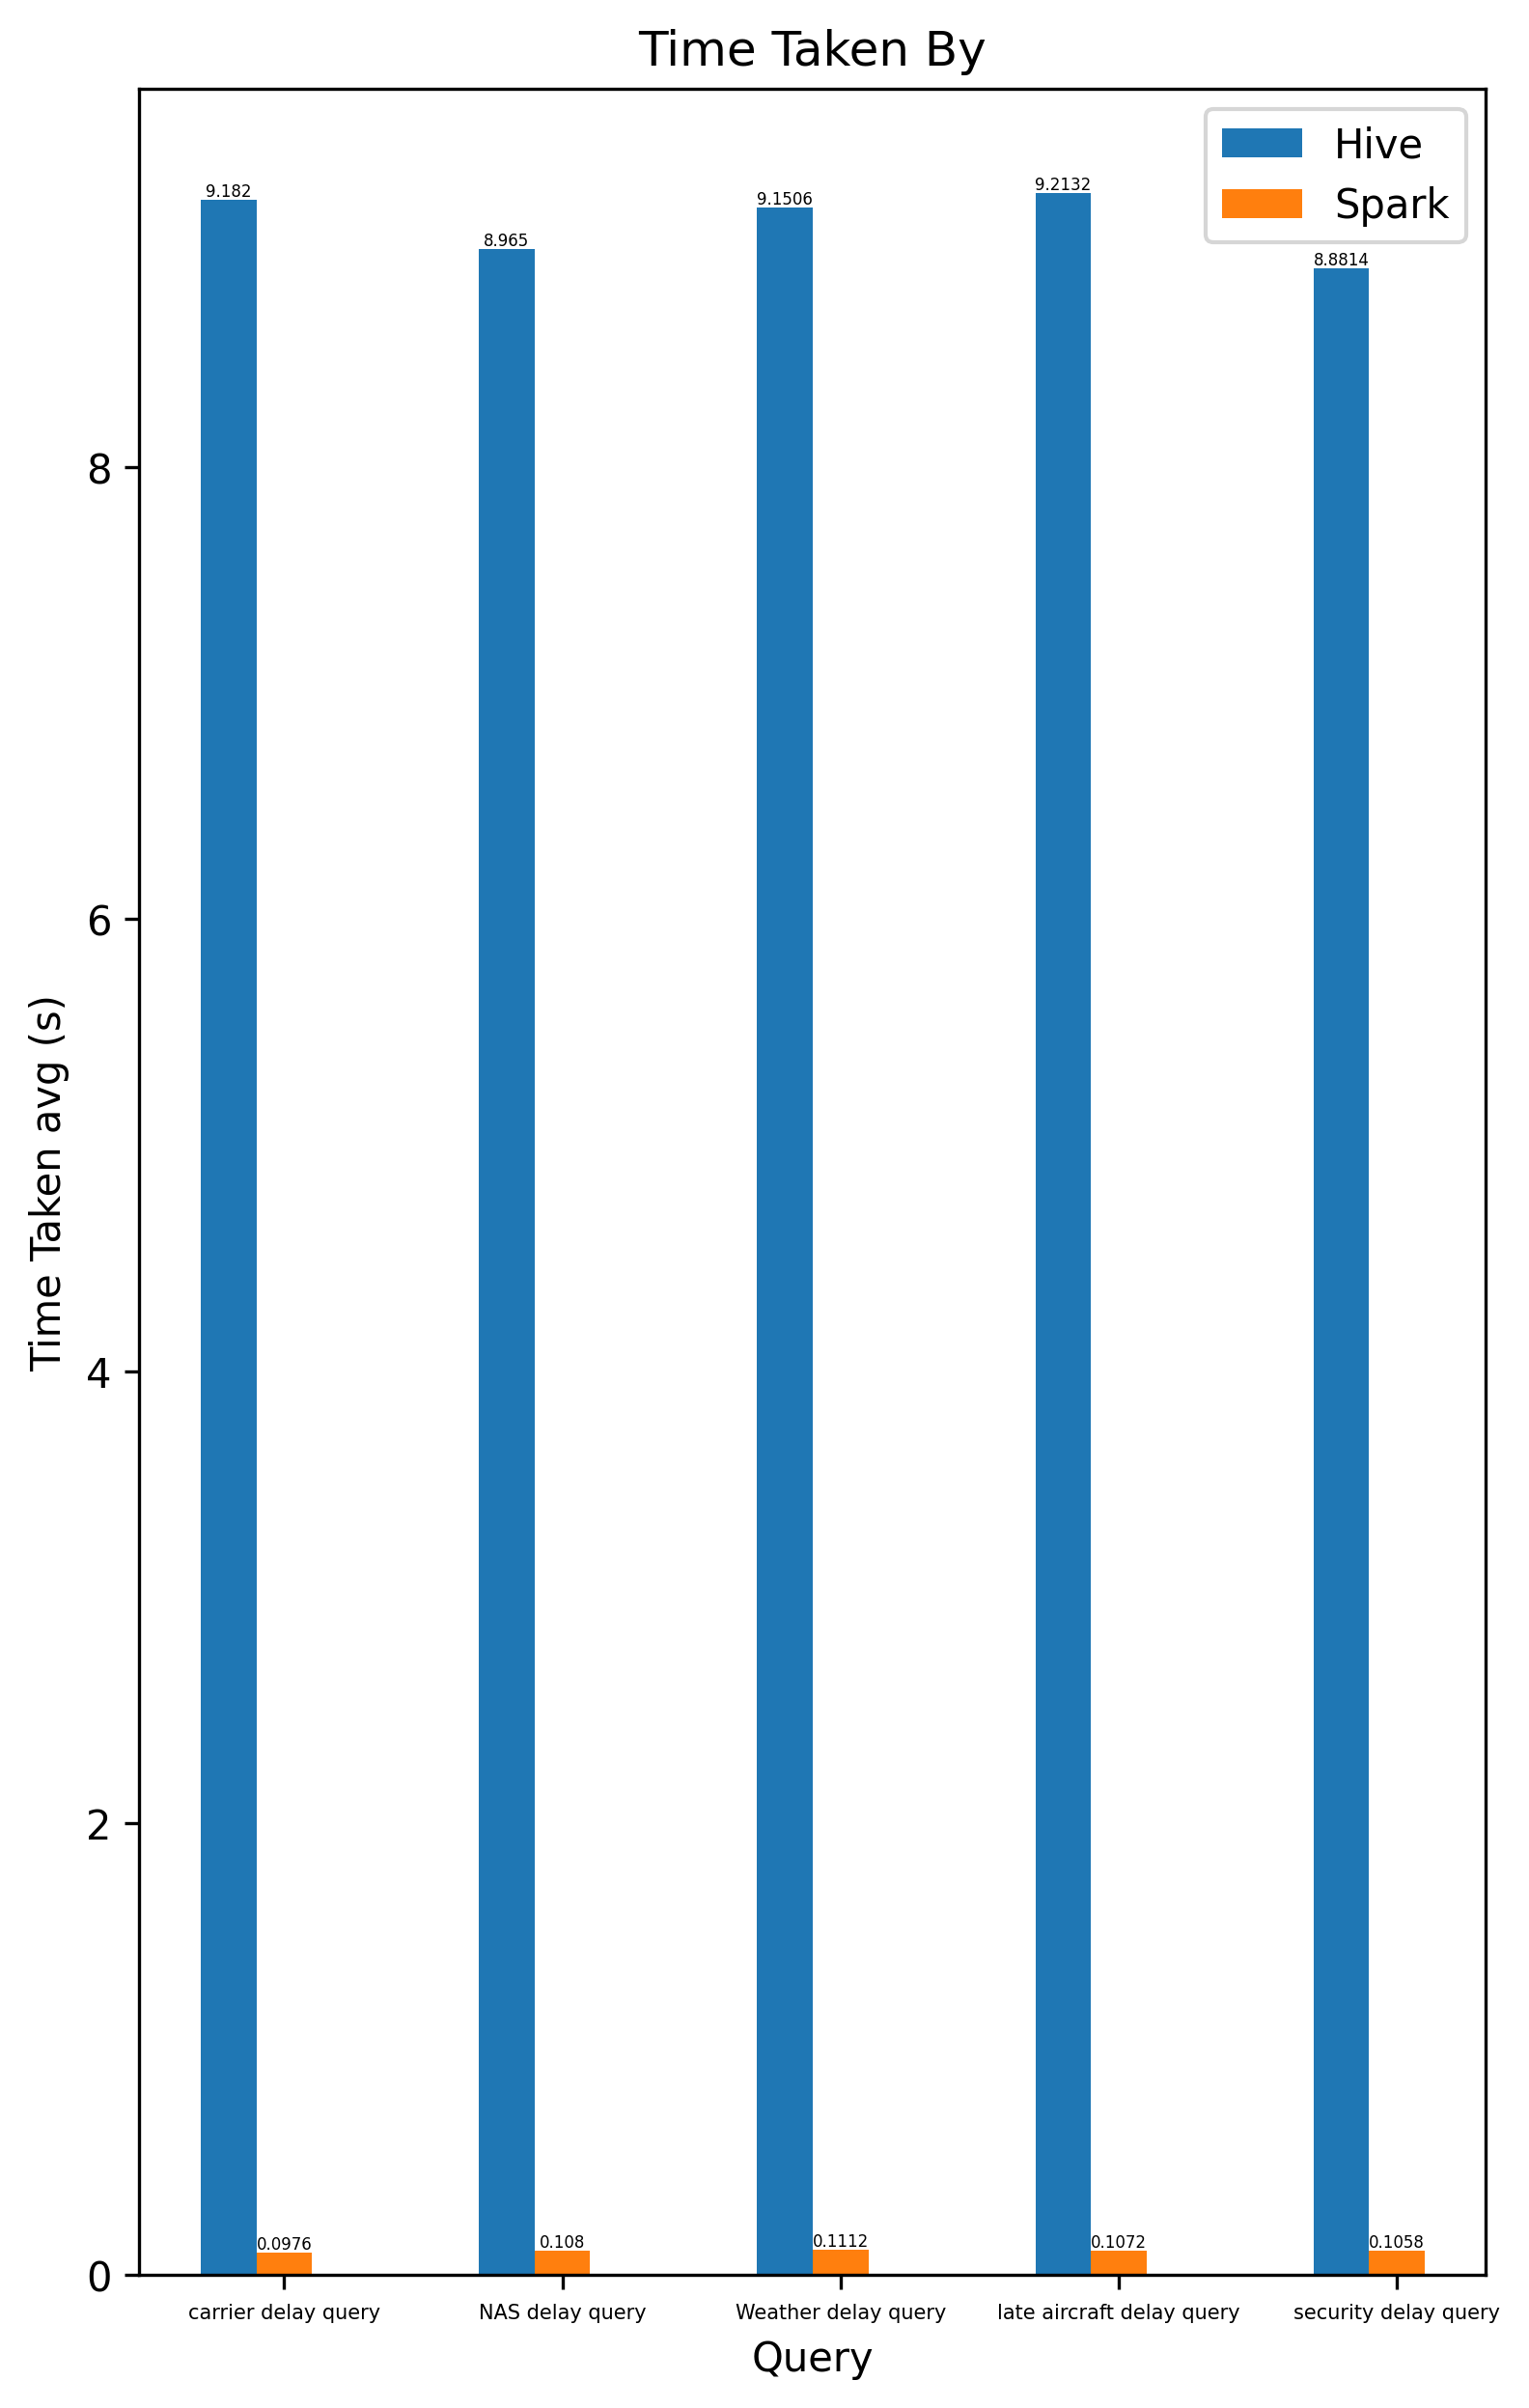 Time Taken By
Hive
Spark
9.182
8.965
9.1506
9.2132
8.8814
8
6
4
2
0
Time Taken avg (s)
0.0976
0.108
0.1112
0.1072
0.1058
carrier delay query
NAS delay query
Weather delay query
late aircraft delay query
security delay query
Query